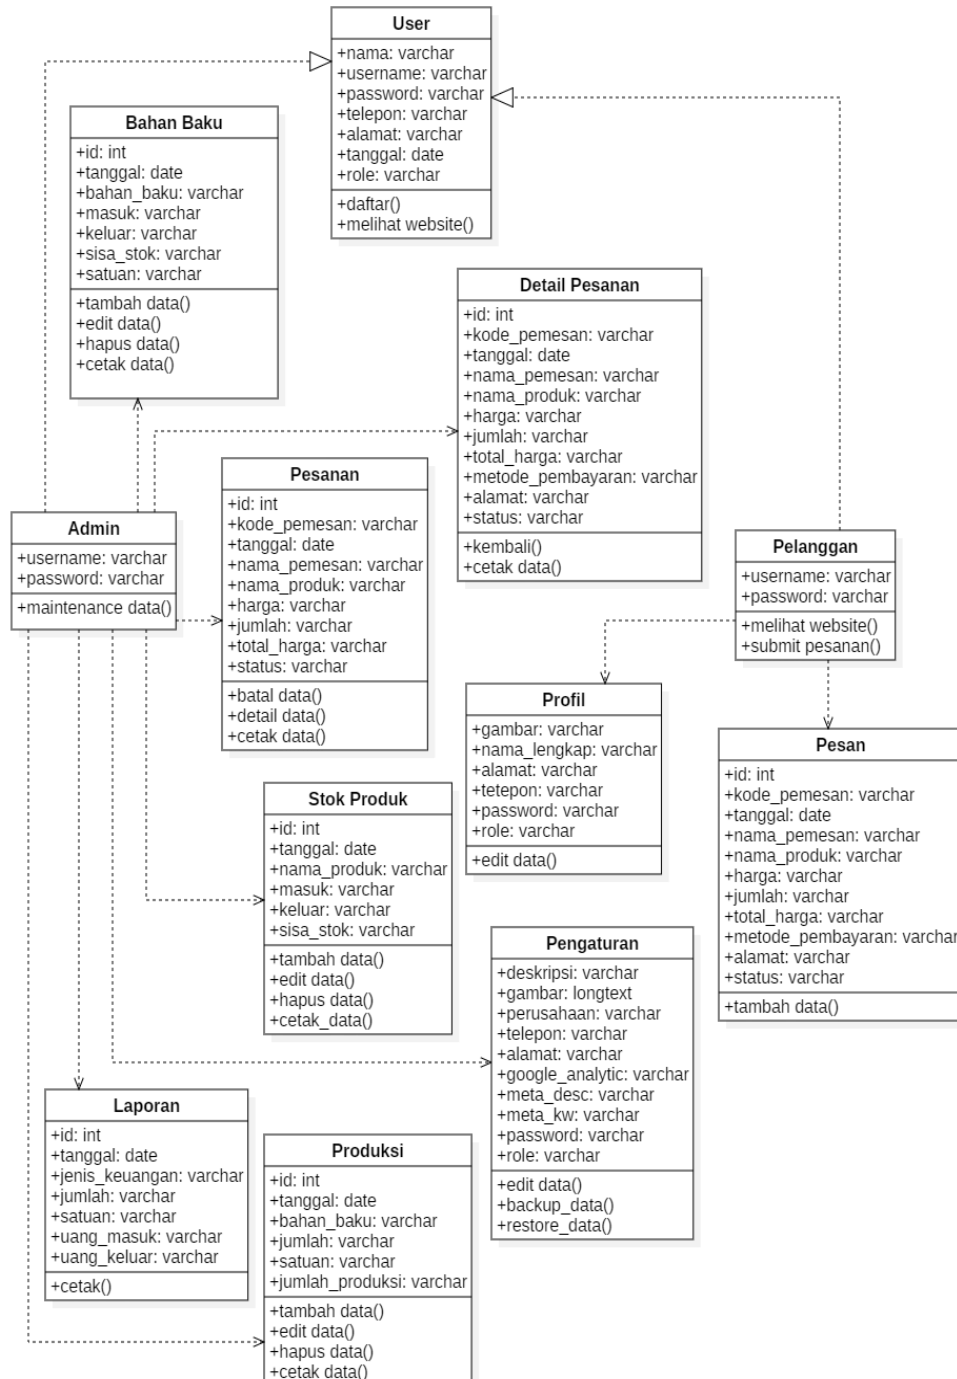 User
+nama: varchar
+username: varchar
+password: varchar
+telepon: varchar
+alamat: varchar
+tanggal: date
+role: varchar
+daftar()
+melihat website()
Bahan Baku
+id: int
+tanggal: date
+bahan_baku: varchar
+masuk: varchar
+keluar: varchar
+sisa_stok: varchar
+satuan: varchar
+tambah data()
+edit data()
+hapus data()
+cetak data()
Detail Pesanan
+id: int
+kode_pemesan: varchar
+tanggal: date
+nama_pemesan: varchar
+nama_produk: varchar
+harga: varchar
+jumlah: varchar
+total_harga: varchar
+metode_pembayaran: varchar
+alamat: varchar
+status: varchar
+kembali()
+cetak data()
Pesanan
+id: int
+kode_pemesan: varchar
+tanggal: date
+nama_pemesan: varchar
+nama_produk: varchar
+harga: varchar
+jumlah: varchar
+total_harga: varchar
+status: varchar
+batal data()
+detail data()
+cetak data()
Admin
+username: varchar
+password: varchar
+maintenance data()
Pelanggan
+username: varchar
+password: varchar
+melihat website()
+submit pesanan()
Profil
+gambar: varchar
+nama_lengkap: varchar
+alamat: varchar
+tetepon: varchar
+password: varchar
+role: varchar
+edit data()
Pesan
+id: int
+kode_pemesan: varchar
+tanggal: date
+nama_pemesan: varchar
+nama_produk: varchar
+harga: varchar
+jumlah: varchar
+total_harga: varchar
+metode_pembayaran: varchar
+alamat: varchar
+status: varchar
+tambah data()
Stok Produk
+id: int
+tanggal: date
+nama_produk: varchar
+masuk: varchar
+keluar: varchar
+sisa_stok: varchar
+tambah data()
+edit data()
+hapus data()
+cetak_data()
Pengaturan
+deskripsi: varchar
+gambar: longtext
+perusahaan: varchar
+telepon: varchar
+alamat: varchar
+google_analytic: varchar
+meta_desc: varchar
+meta_kw: varchar
+password: varchar
+role: varchar
+edit data()
+backup_data()
+restore_data()
Laporan
+id: int
+tanggal: date
+jenis_keuangan: varchar
+jumlah: varchar
+satuan: varchar
+uang_masuk: varchar
+uang_keluar: varchar
+cetak()
Produksi
+id: int
+tanggal: date
+bahan_baku: varchar
+jumlah: varchar
+satuan: varchar
+jumlah_produksi: varchar
+tambah data()
+edit data()
+hapus data()
+cetak data()